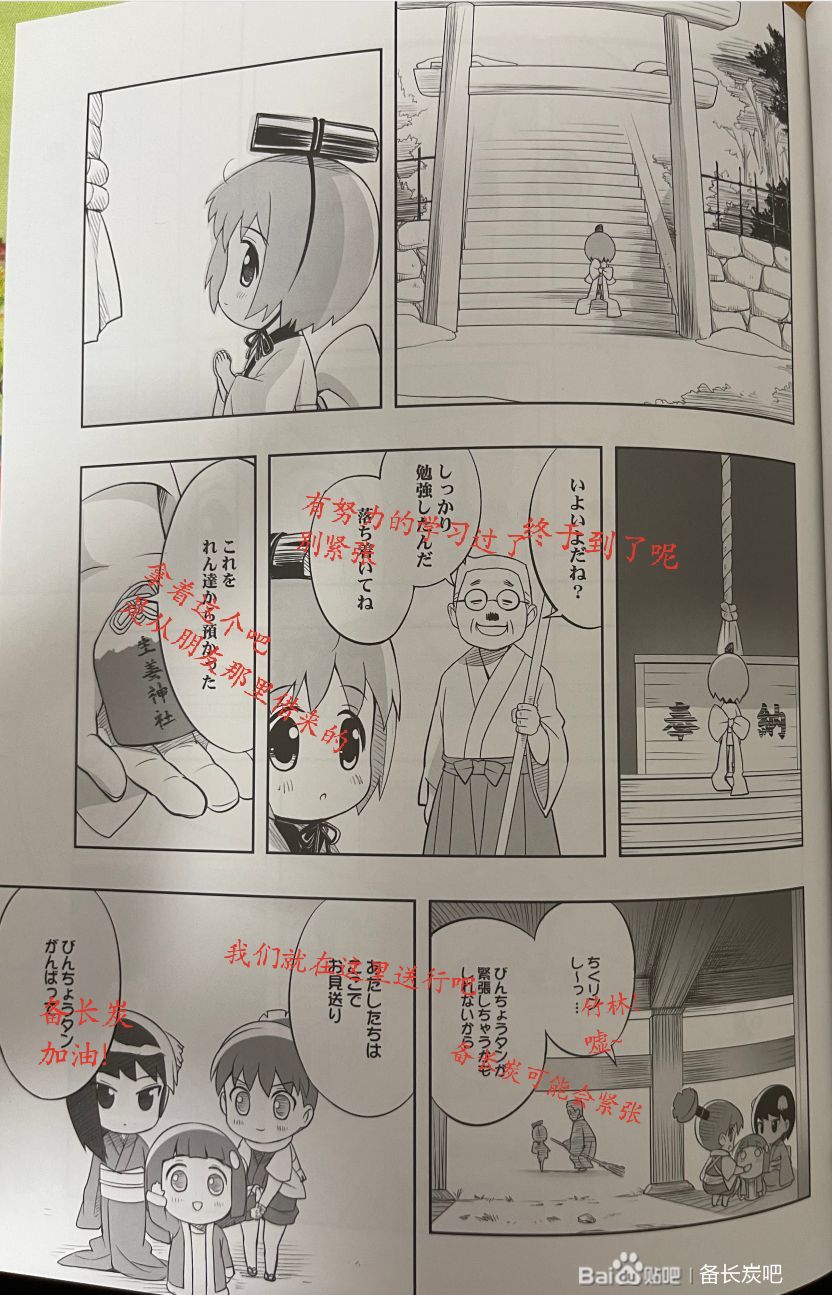 奉納
いよいよだね？
しっかり
勉強したんだ
落ち着いてね
终于到了呢
有努力的学习过了
别紧张
これを
れん達から預かった
生姜神社
拿着这个吧
我从朋友那里借来的
ちくリン
し〜っ…
びんちょうタンが
緊張しちゃうかも
しれないから
竹林!
嘘~
备长炭可能会紧张
あたしたちは
ここで
お見送り
我们就在这里送行吧
びんちょうタン
がんばって
备长炭
加油!
Bai du 贴吧 | 备长炭吧